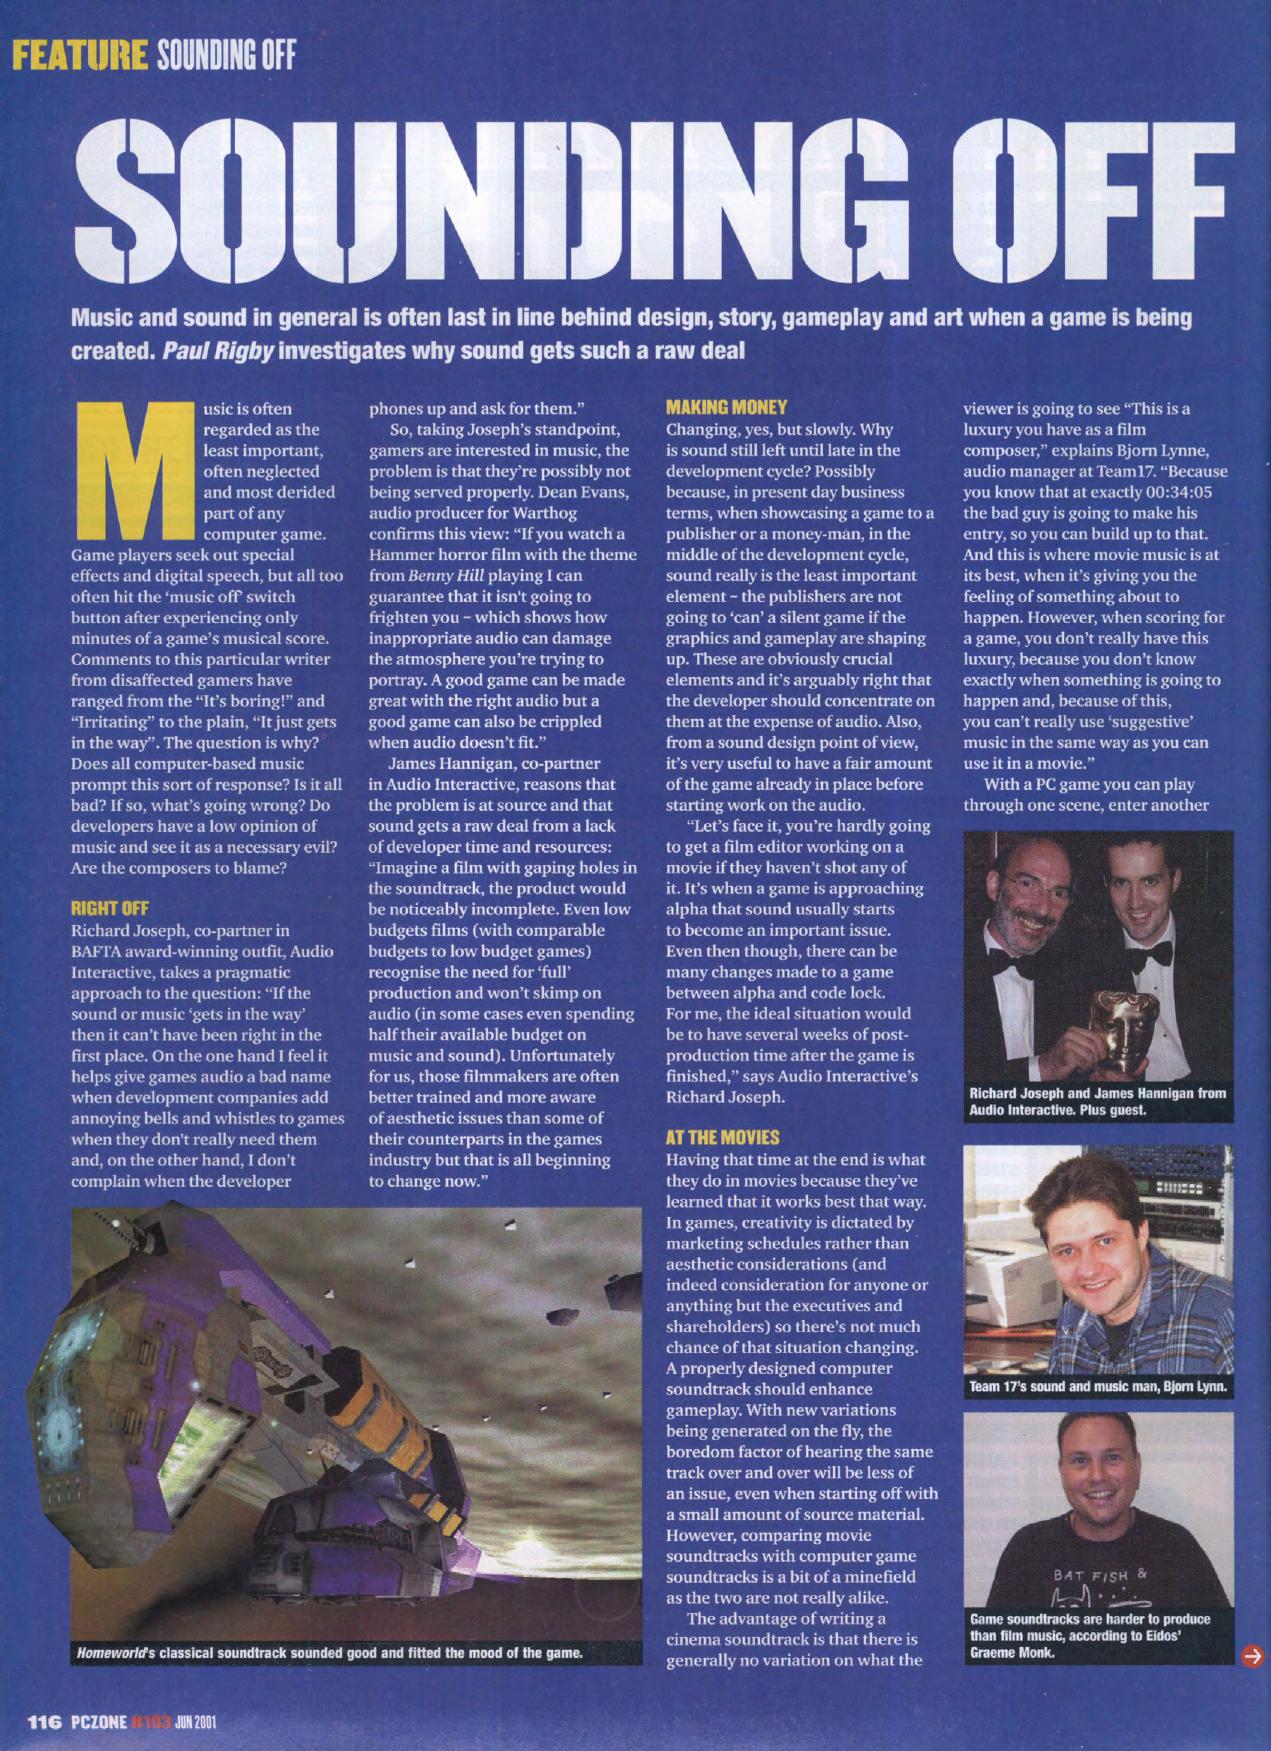 FEATURE SOUNDING OFF
SOUNDING OFF
Music and sound in general is often last in line behind design, story, gameplay and art when a game is being
created. Paul Rigby investigates why sound gets such a raw deal
Music is often
regarded as the
least important,
often neglected
and most derided
part of any
computer game.
Game players seek out special
effects and digital speech, but all too
often hit the 'music off' switch
button after experiencing only
minutes of a game's musical score.
Comments to this particular writer
from disaffected gamers have
ranged from the "It's boring!" and
"Irritating" to the plain, "It just gets
in the way". The question is why?
Does all computer-based music
prompt this sort of response? Is it all
bad? If so, what's going wrong? Do
developers have a low opinion of
music and see it as a necessary evil?
Are the composers to blame?
RIGHT OFF
Richard Joseph, co-partner in
BAFTA award-winning outfit, Audio
Interactive, takes a pragmatic
approach to the question: "If the
sound or music 'gets in the way'
then it can't have been right in the
first place. On the one hand I feel it
helps give games audio a bad name
when development companies add
annoying bells and whistles to games
when they don't really need them
and, on the other hand, I don't
complain when the developer
phones up and ask for them."
So, taking Joseph's standpoint,
gamers are interested in music, the
problem is that they're possibly not
being served properly. Dean Evans,
audio producer for Warthog
confirms this view: "If you watch a
Hammer horror film with the theme
from Benny Hill playing I can
guarantee that it isn't going to
frighten you – which shows how
inappropriate audio can damage
the atmosphere you're trying to
portray. A good game can be made
great with the right audio but a
good game can also be crippled
when audio doesn't fit."
James Hannigan, co-partner
in Audio Interactive, reasons that
the problem is at source and that
sound gets a raw deal from a lack
of developer time and resources:
"Imagine a film with gaping holes in
the soundtrack, the product would
be noticeably incomplete. Even low
budgets films (with comparable
budgets to low budget games)
recognise the need for 'full'
production and won't skimp on
audio (in some cases even spending
half their available budget on
music and sound). Unfortunately
for us, those filmmakers are often
better trained and more aware
of aesthetic issues than some of
their counterparts in the games
industry but that is all beginning
to change now."
Homeworld's classical soundtrack sounded good and fitted the mood of the game.
MAKING MONEY
Changing, yes, but slowly. Why
is sound still left until late in the
development cycle? Possibly
because, in present day business
terms, when showcasing a game to a
publisher or a money-man, in the
middle of the development cycle,
sound really is the least important
element – the publishers are not
going to 'can' a silent game if the
graphics and gameplay are shaping
up. These are obviously crucial
elements and it's arguably right that
the developer should concentrate on
them at the expense of audio. Also,
from a sound design point of view,
it's very useful to have a fair amount
of the game already in place before
starting work on the audio.
"Let's face it, you're hardly going
to get a film editor working on a
movie if they haven't shot any of
it. It's when a game is approaching
alpha that sound usually starts
to become an important issue.
Even then though, there can be
many changes made to a game
between alpha and code lock.
For me, the ideal situation would
be to have several weeks of post-
production time after the game is
finished," says Audio Interactive's
Richard Joseph.
AT THE MOVIES
Having that time at the end is what
they do in movies because they've
learned that it works best that way.
In games, creativity is dictated by
marketing schedules rather than
aesthetic considerations (and
indeed consideration for anyone or
anything but the executives and
shareholders) so there's not much
chance of that situation changing.
A properly designed computer
soundtrack should enhance
gameplay. With new variations
being generated on the fly, the
boredom factor of hearing the same
track over and over will be less of
an issue, even when starting off with
a small amount of source material.
However, comparing movie
soundtracks with computer game
soundtracks is a bit of a minefield
as the two are not really alike.
The advantage of writing a
cinema soundtrack is that there is
generally no variation on what the
viewer is going to see "This is a
luxury you have as a film
composer," explains Bjorn Lynne,
audio manager at Team17. "Because
you know that at exactly 00:34:05
the bad guy is going to make his
entry, so you can build up to that.
And this is where movie music is at
its best, when it's giving you the
feeling of something about to
happen. However, when scoring for
a game, you don't really have this
luxury, because you don't know
exactly when something is going to
happen and, because of this,
you can't really use 'suggestive'
music in the same way as you can
use it in a movie."
With a PC game you can play
through one scene, enter another
Richard Joseph and James Hannigan from
Audio Interactive. Plus guest.
Team 17's sound and music man, Bjorn Lynn.
BAT FISH &
Game soundtracks are harder to produce
than film music, according to Eidos'
Graeme Monk.
116 PCZONE #103 JUN 2001